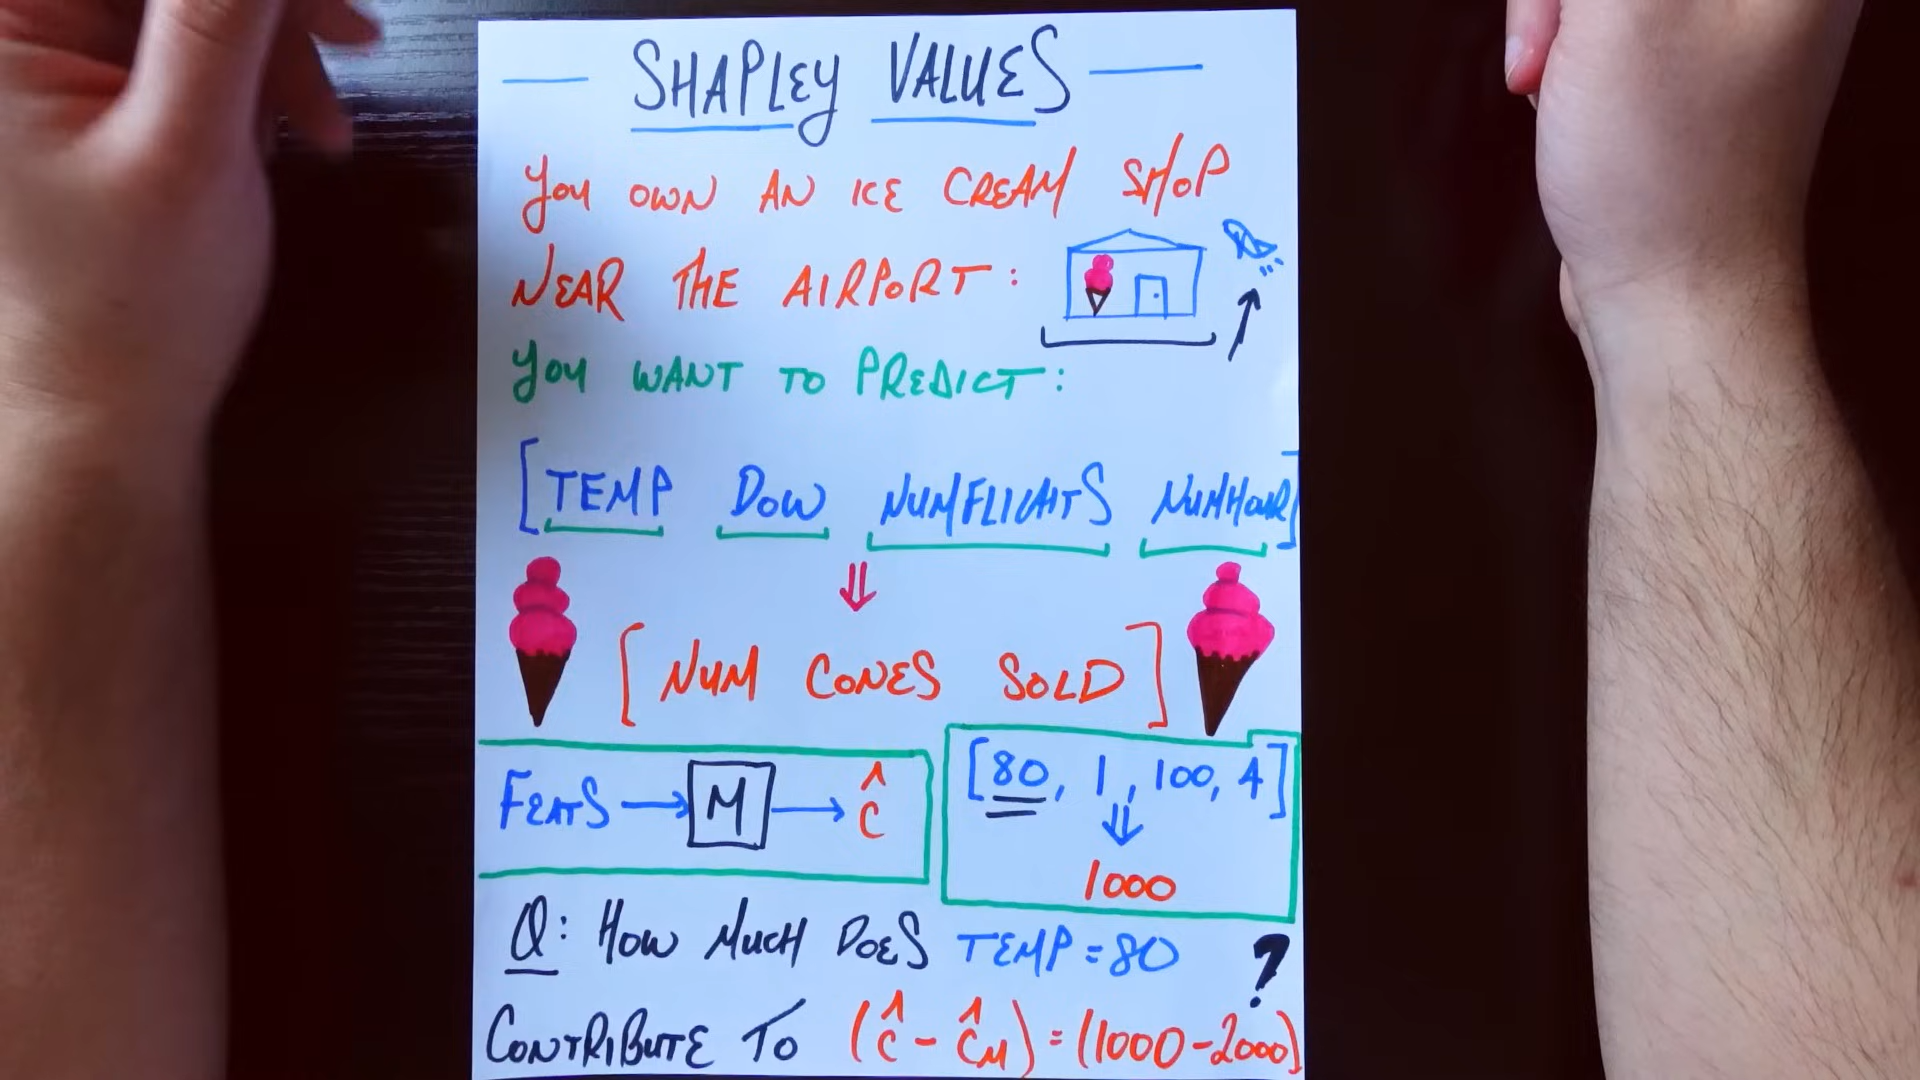 SHAPLEY VALUES
YOU OWN AN ICE CREAM SHOP
NEAR THE AIRPORT:
YOU WANT TO PREDICT:
[TEMP DOW NUMFLIGHTS NUMHOUR]
⇓
[NUM CONES SOLD]
FEATS → M → ĉ
[80, 1, 100, 4]
⇓
1000
Q: HOW MUCH DOES TEMP = 80 ?
CONTRIBUTE TO (ĉ - ĉM) = (1000-2000)